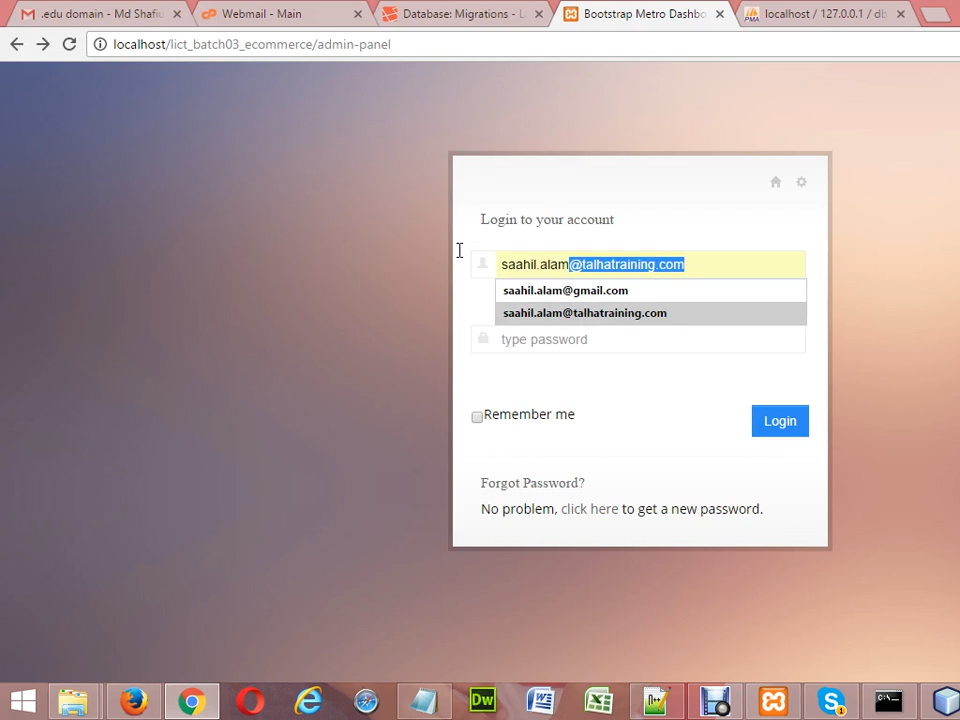 .edu domain - Md Shafiu
Webmail - Main
Database: Migrations - La
Bootstrap Metro Dashbo
localhost / 127.0.0.1 / db
localhost/lict_batch03_ecommerce/admin-panel
Login to your account
saahil.alam@talhatraining.com
saahil.alam@gmail.com
saahil.alam@talhatraining.com
type password
Remember me
Login
Forgot Password?
No problem, click here to get a new password.